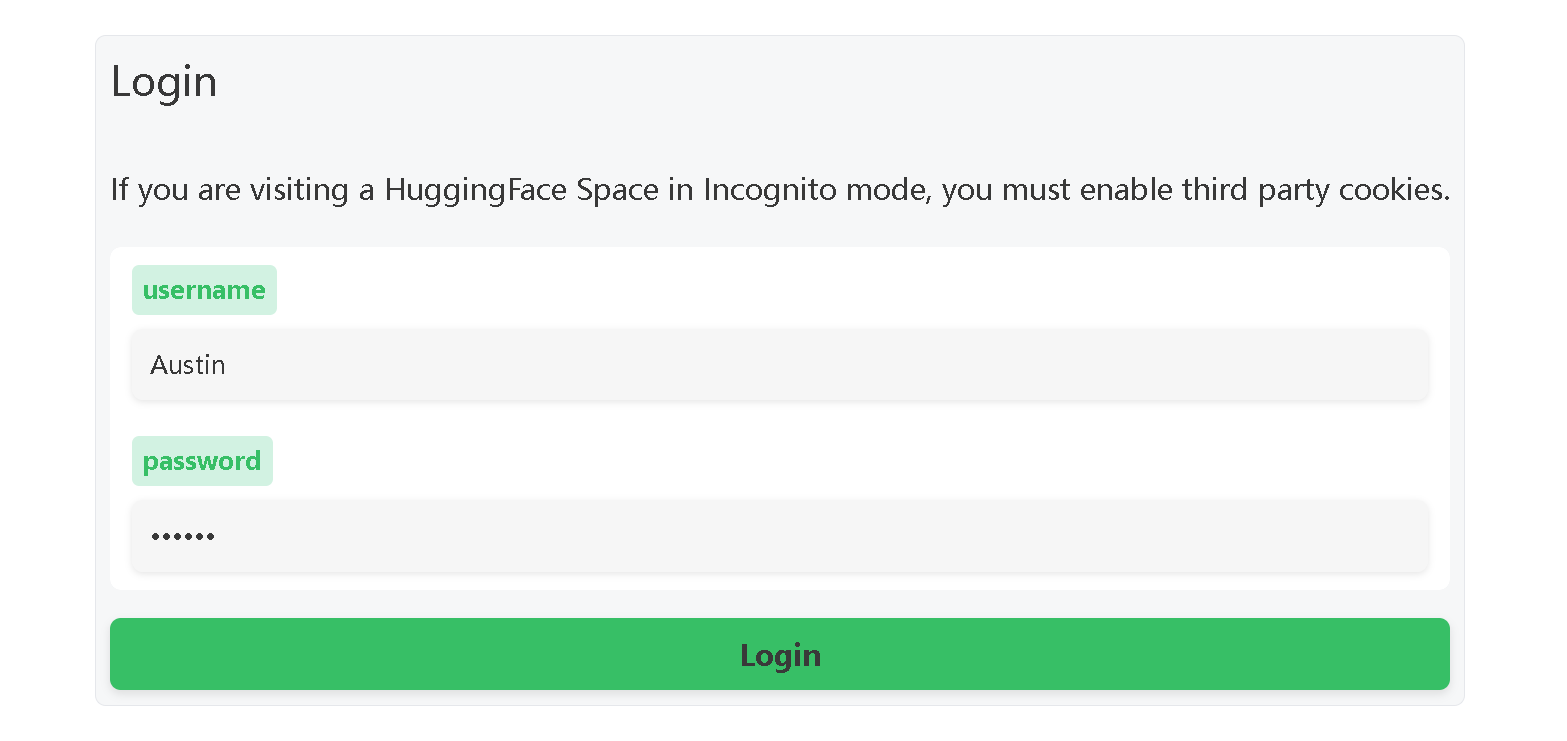 Login
If you are visiting a HuggingFace Space in Incognito mode, you must enable third party cookies.
username
Austin
password
••••••
Login